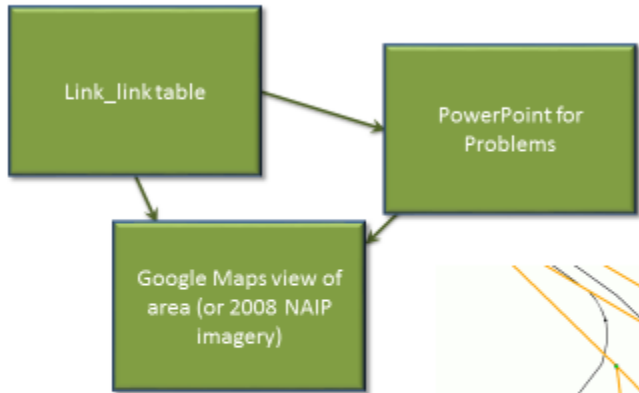 Link_link table
PowerPoint for
Problems
Google Maps view of
area (or 2008 NAIP
imagery)